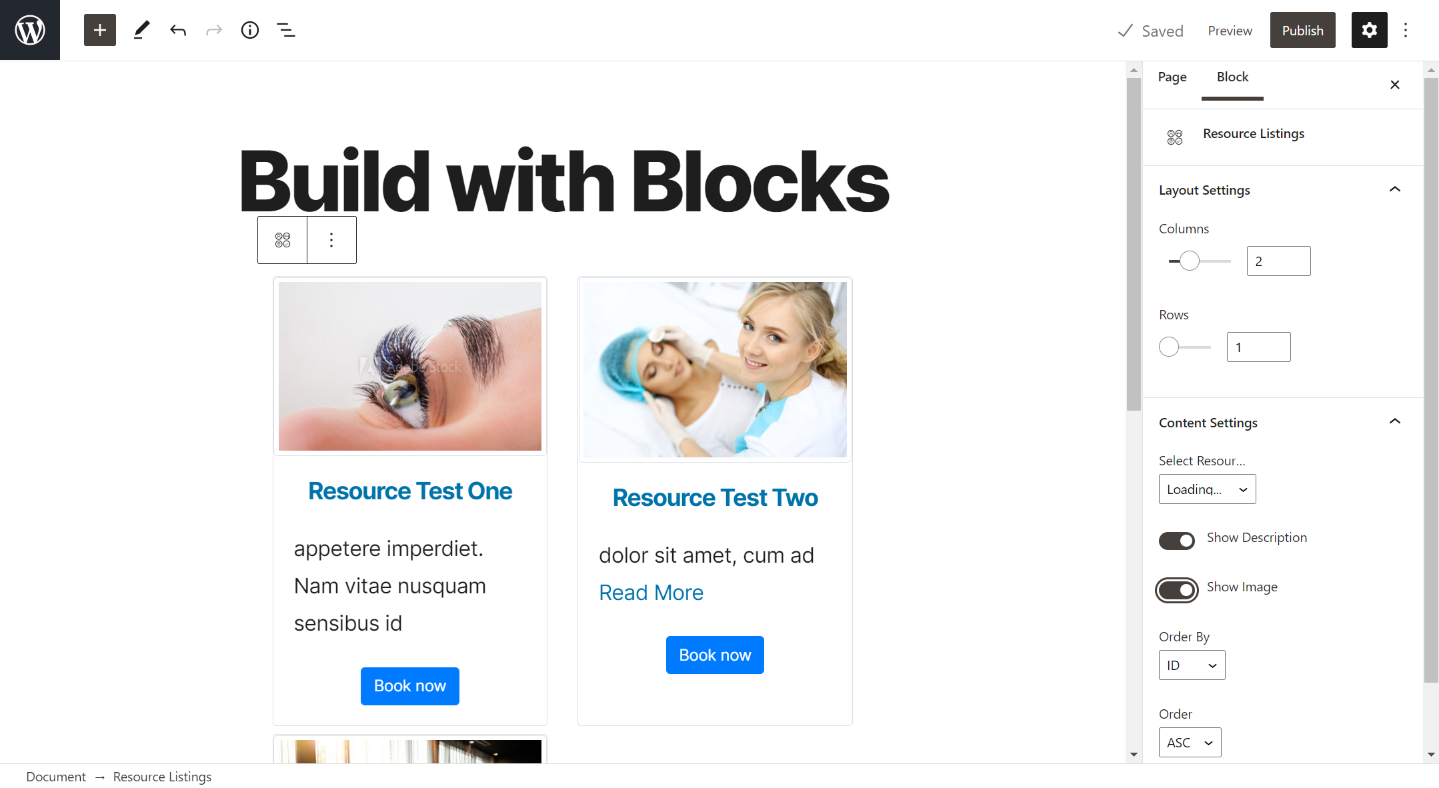 Saved
Preview
Publish
Build with Blocks
Adobe Stock
Resource Test One
appetere imperdiet.
Nam vitae nusquam
sensibus id
Book now
Resource Test Two
dolor sit amet, cum ad
Read More
Book now
Page
Block
Resource Listings
Layout Settings
Columns
2
Rows
1
Content Settings
Select Resour...
Loading...
Show Description
Show Image
Order By
ID
Order
ASC
Document → Resource Listings